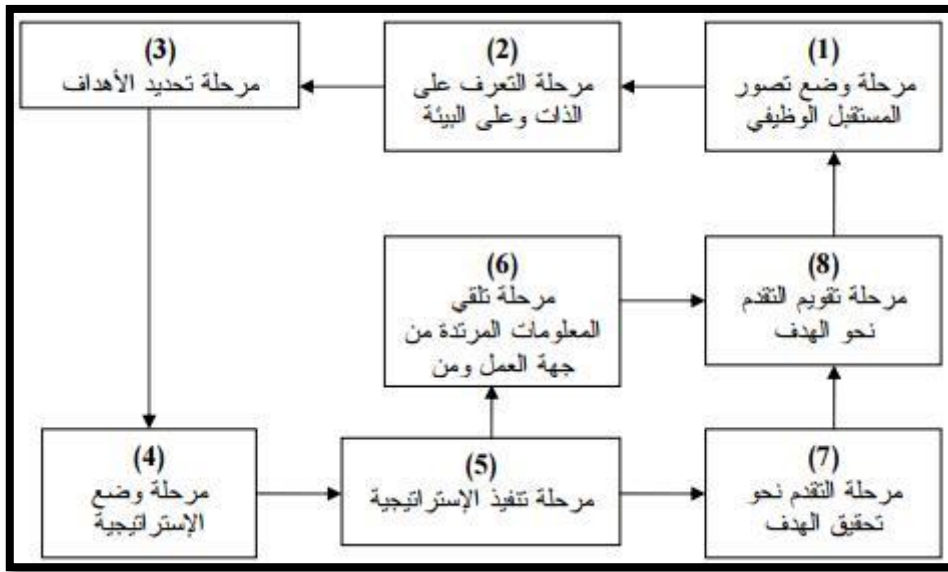 (1)
مرحلة وضع تصور
المستقبل الوظيفي
(2)
مرحلة التعرف على
الذات وعلى البيئة
(3)
مرحلة تحديد الأهداف
(4)
مرحلة وضع
الإستراتيجية
(5)
مرحلة تنفيذ الإستراتيجية
(6)
مرحلة تلقي
المعلومات المرتدة من
جهة العمل ومن
(7)
مرحلة التقدم نحو
تحقيق الهدف
(8)
مرحلة تقويم التقدم
نحو الهدف